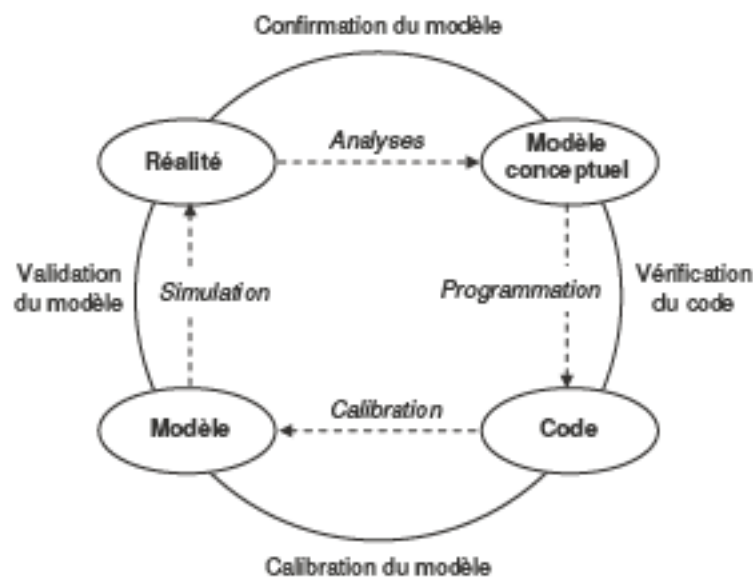 Confirmation du modèle
Réalité
Analyses
Modèle
conceptuel
Validation
du modèle
Simulation
Programmation
Vérification
du code
Modèle
Calibration
Code
Calibration du modèle